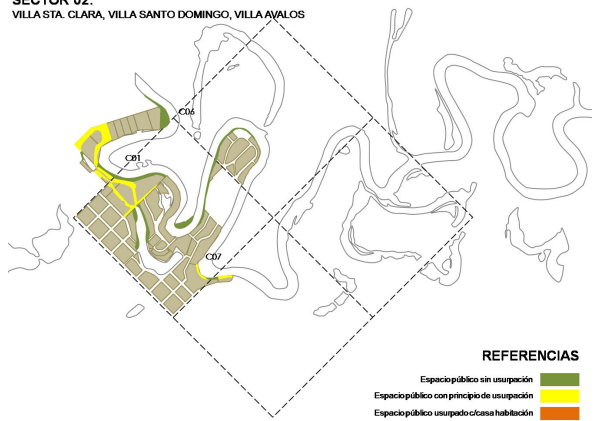 SECTOR 02:
VILLA STA. CLARA, VILLA SANTO DOMINGO, VILLA AVALOS
C06
C01
C07
REFERENCIAS
Espacio público sin usurpación
Espacio público con principio de usurpación
Espacio público usurpado c/casa habitación